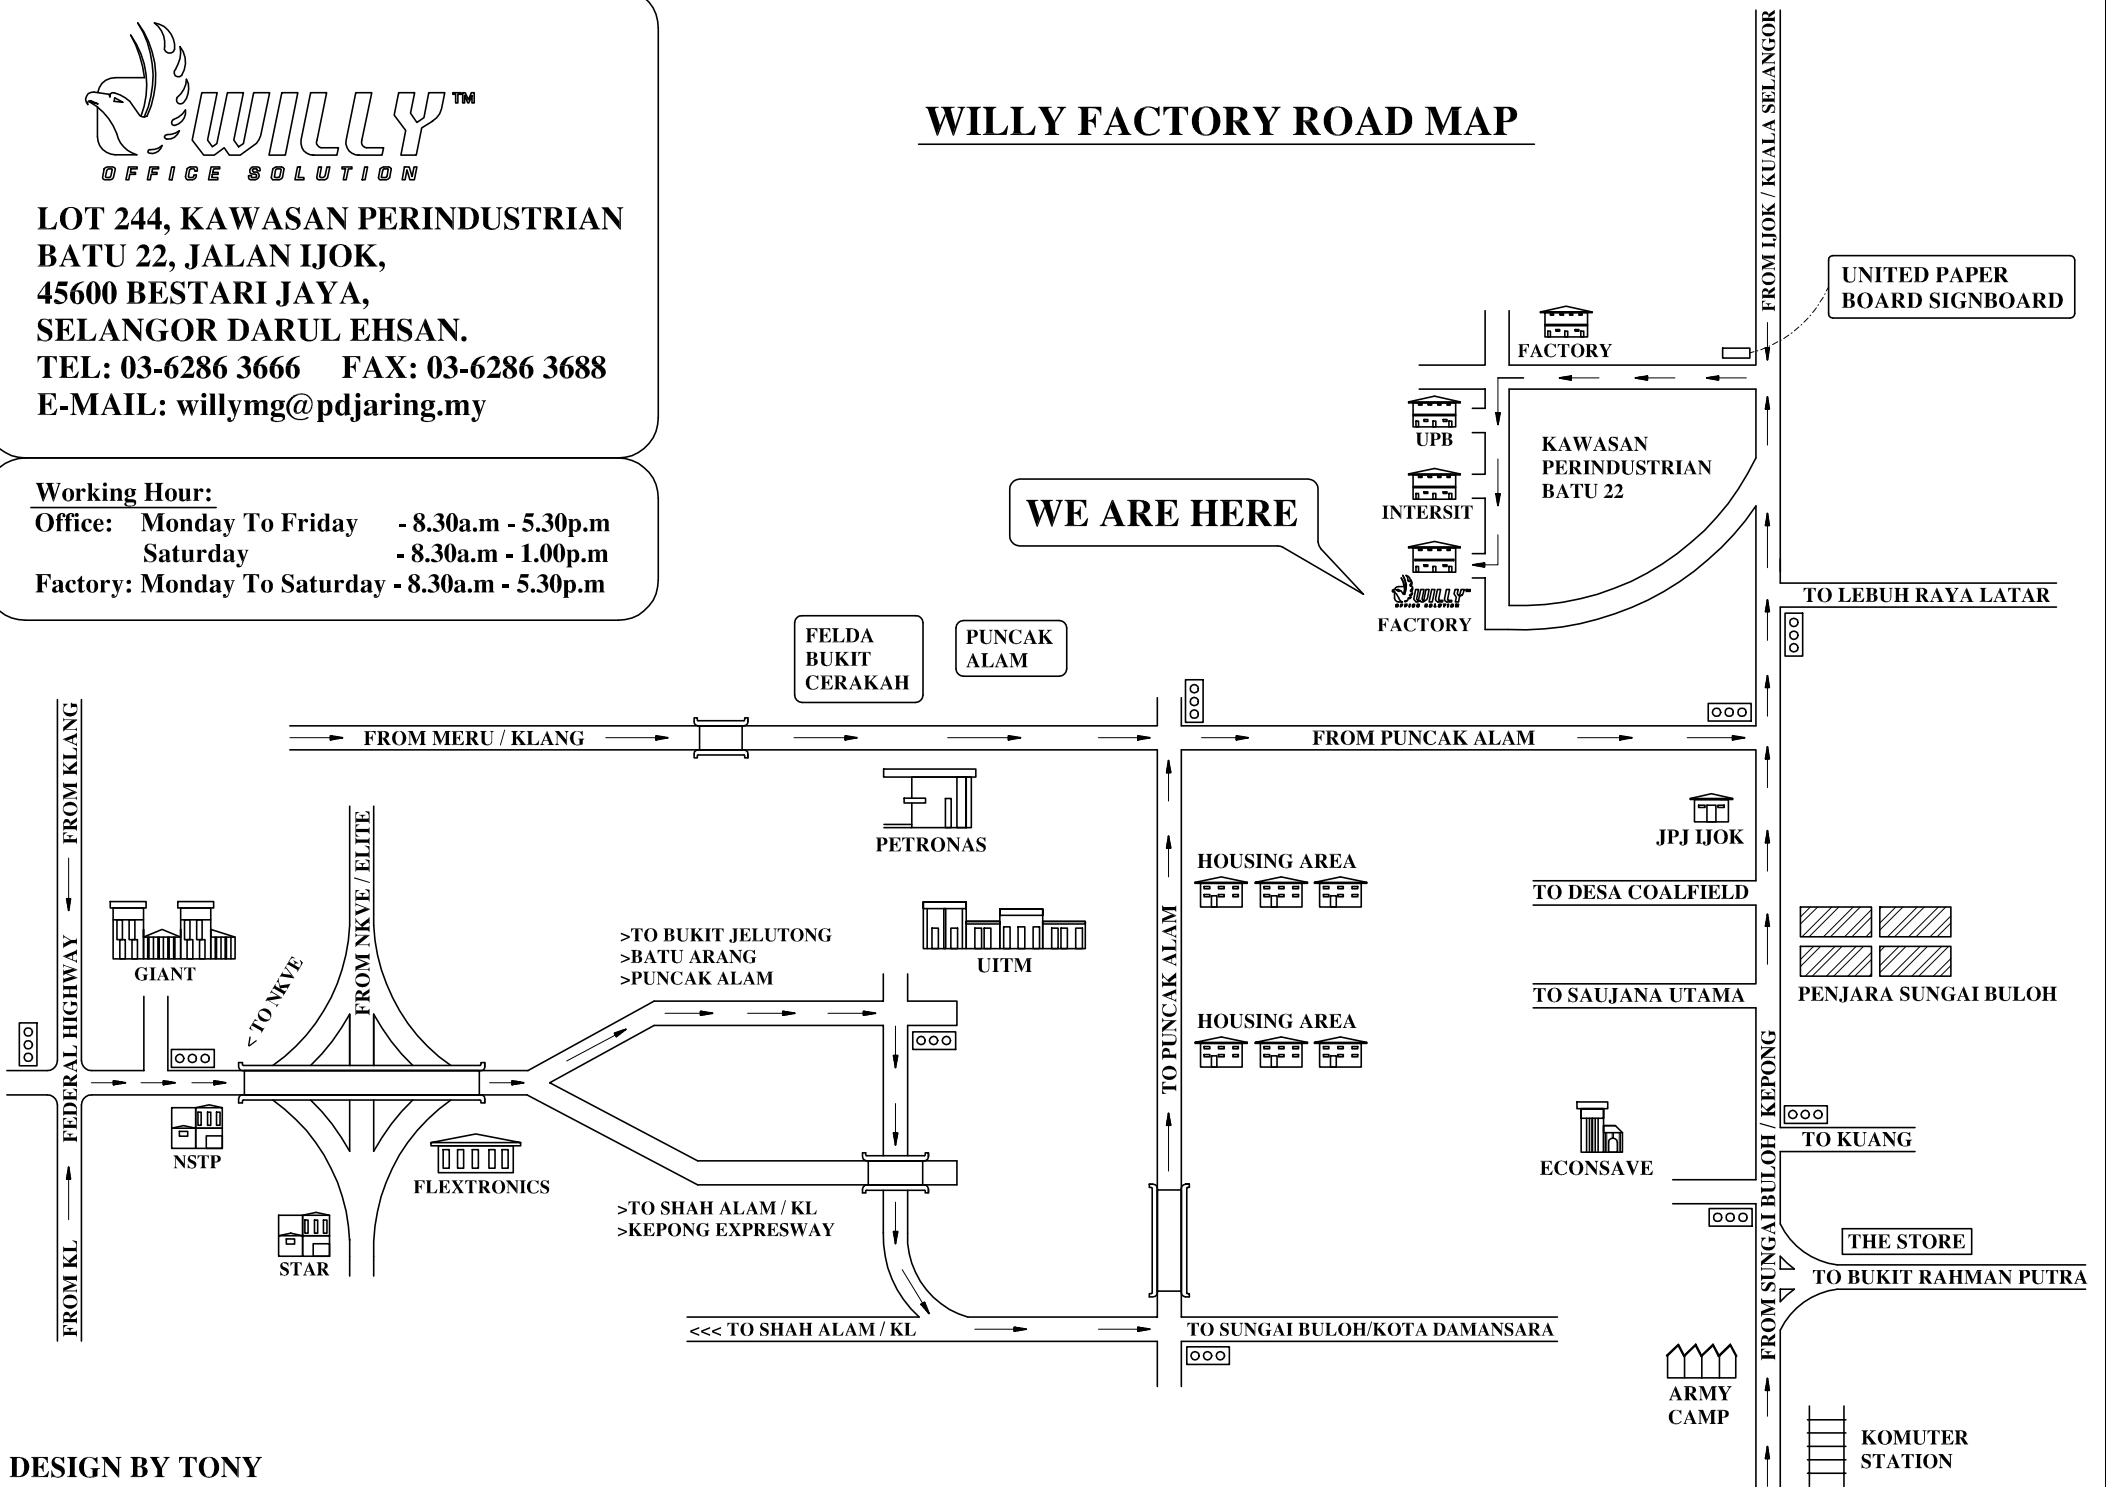 WILLY™
OFFICE SOLUTION
LOT 244, KAWASAN PERINDUSTRIAN
BATU 22, JALAN IJOK,
45600 BESTARI JAYA,
SELANGOR DARUL EHSAN.
TEL: 03-6286 3666 FAX: 03-6286 3688
E-MAIL: willymg@pdjaring.my
Working Hour:
Office: Monday To Friday - 8.30a.m - 5.30p.m
Saturday - 8.30a.m - 1.00p.m
Factory: Monday To Saturday - 8.30a.m - 5.30p.m
WILLY FACTORY ROAD MAP
FROM IJOK / KUALA SELANGOR
UNITED PAPER
BOARD SIGNBOARD
FACTORY
UPB
INTERSIT
KAWASAN
PERINDUSTRIAN
BATU 22
WE ARE HERE
WILLY™
OFFICE SOLUTION
FACTORY
TO LEBUH RAYA LATAR
FELDA
BUKIT
CERAKAH
PUNCAK
ALAM
FROM MERU / KLANG
FROM PUNCAK ALAM
FROM KLANG
FEDERAL HIGHWAY
FROM KL
GIANT
< TO NKVE
FROM NKVE / ELITE
NSTP
STAR
FLEXTRONICS
PETRONAS
UITM
>TO BUKIT JELUTONG
>BATU ARANG
>PUNCAK ALAM
>TO SHAH ALAM / KL
>KEPONG EXPRESWAY
<<< TO SHAH ALAM / KL
TO SUNGAI BULOH/KOTA DAMANSARA
TO PUNCAK ALAM
HOUSING AREA
HOUSING AREA
JPJ IJOK
TO DESA COALFIELD
TO SAUJANA UTAMA
PENJARA SUNGAI BULOH
FROM SUNGAI BULOH / KEPONG
TO KUANG
ECONSAVE
THE STORE
TO BUKIT RAHMAN PUTRA
ARMY
CAMP
KOMUTER
STATION
DESIGN BY TONY